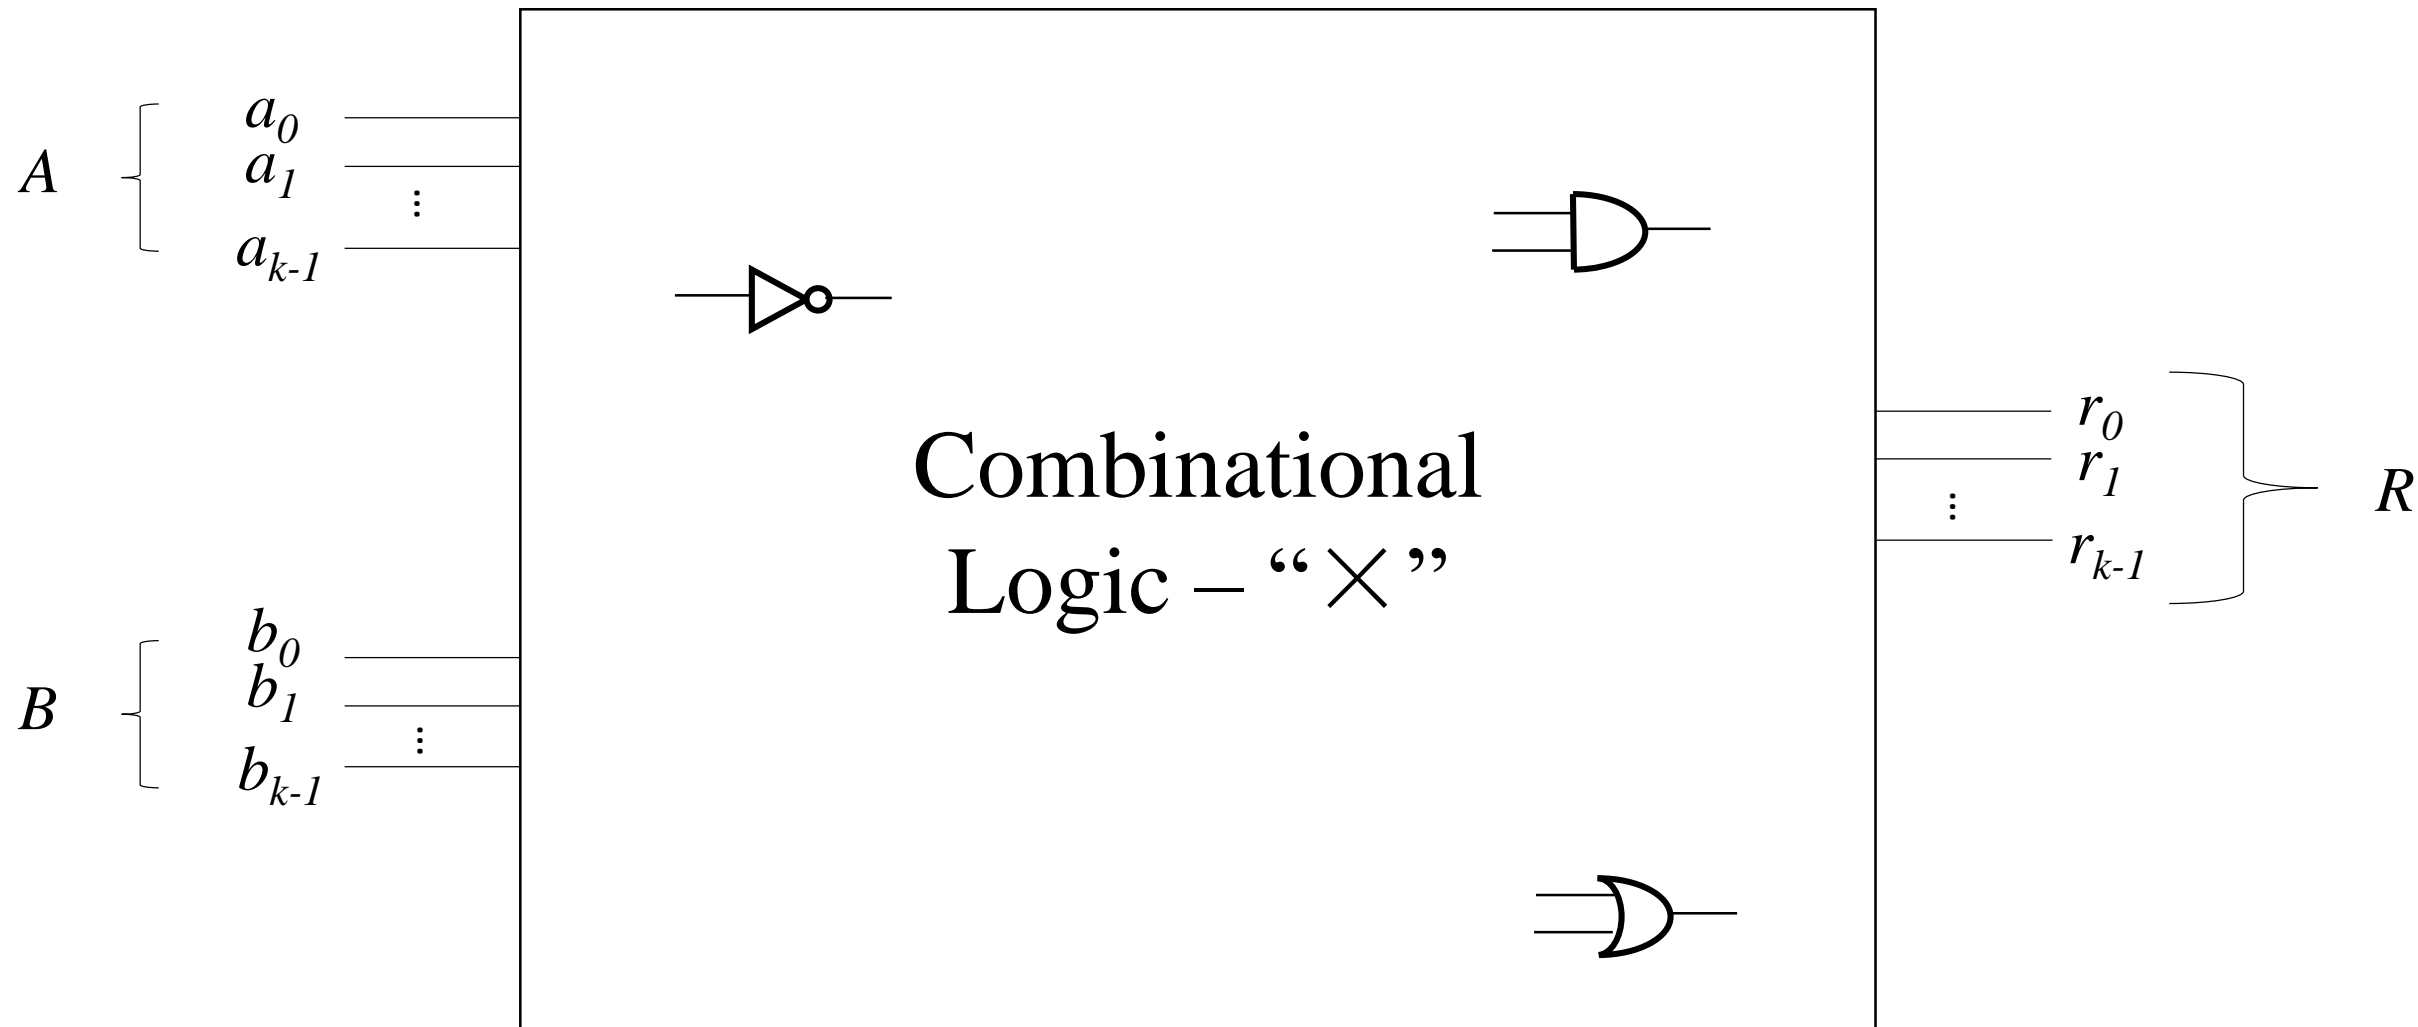 A
a0
a1
⋮
ak-1
B
b0
b1
⋮
bk-1
Combinational
Logic – “×”
r0
r1
⋮
rk-1
R